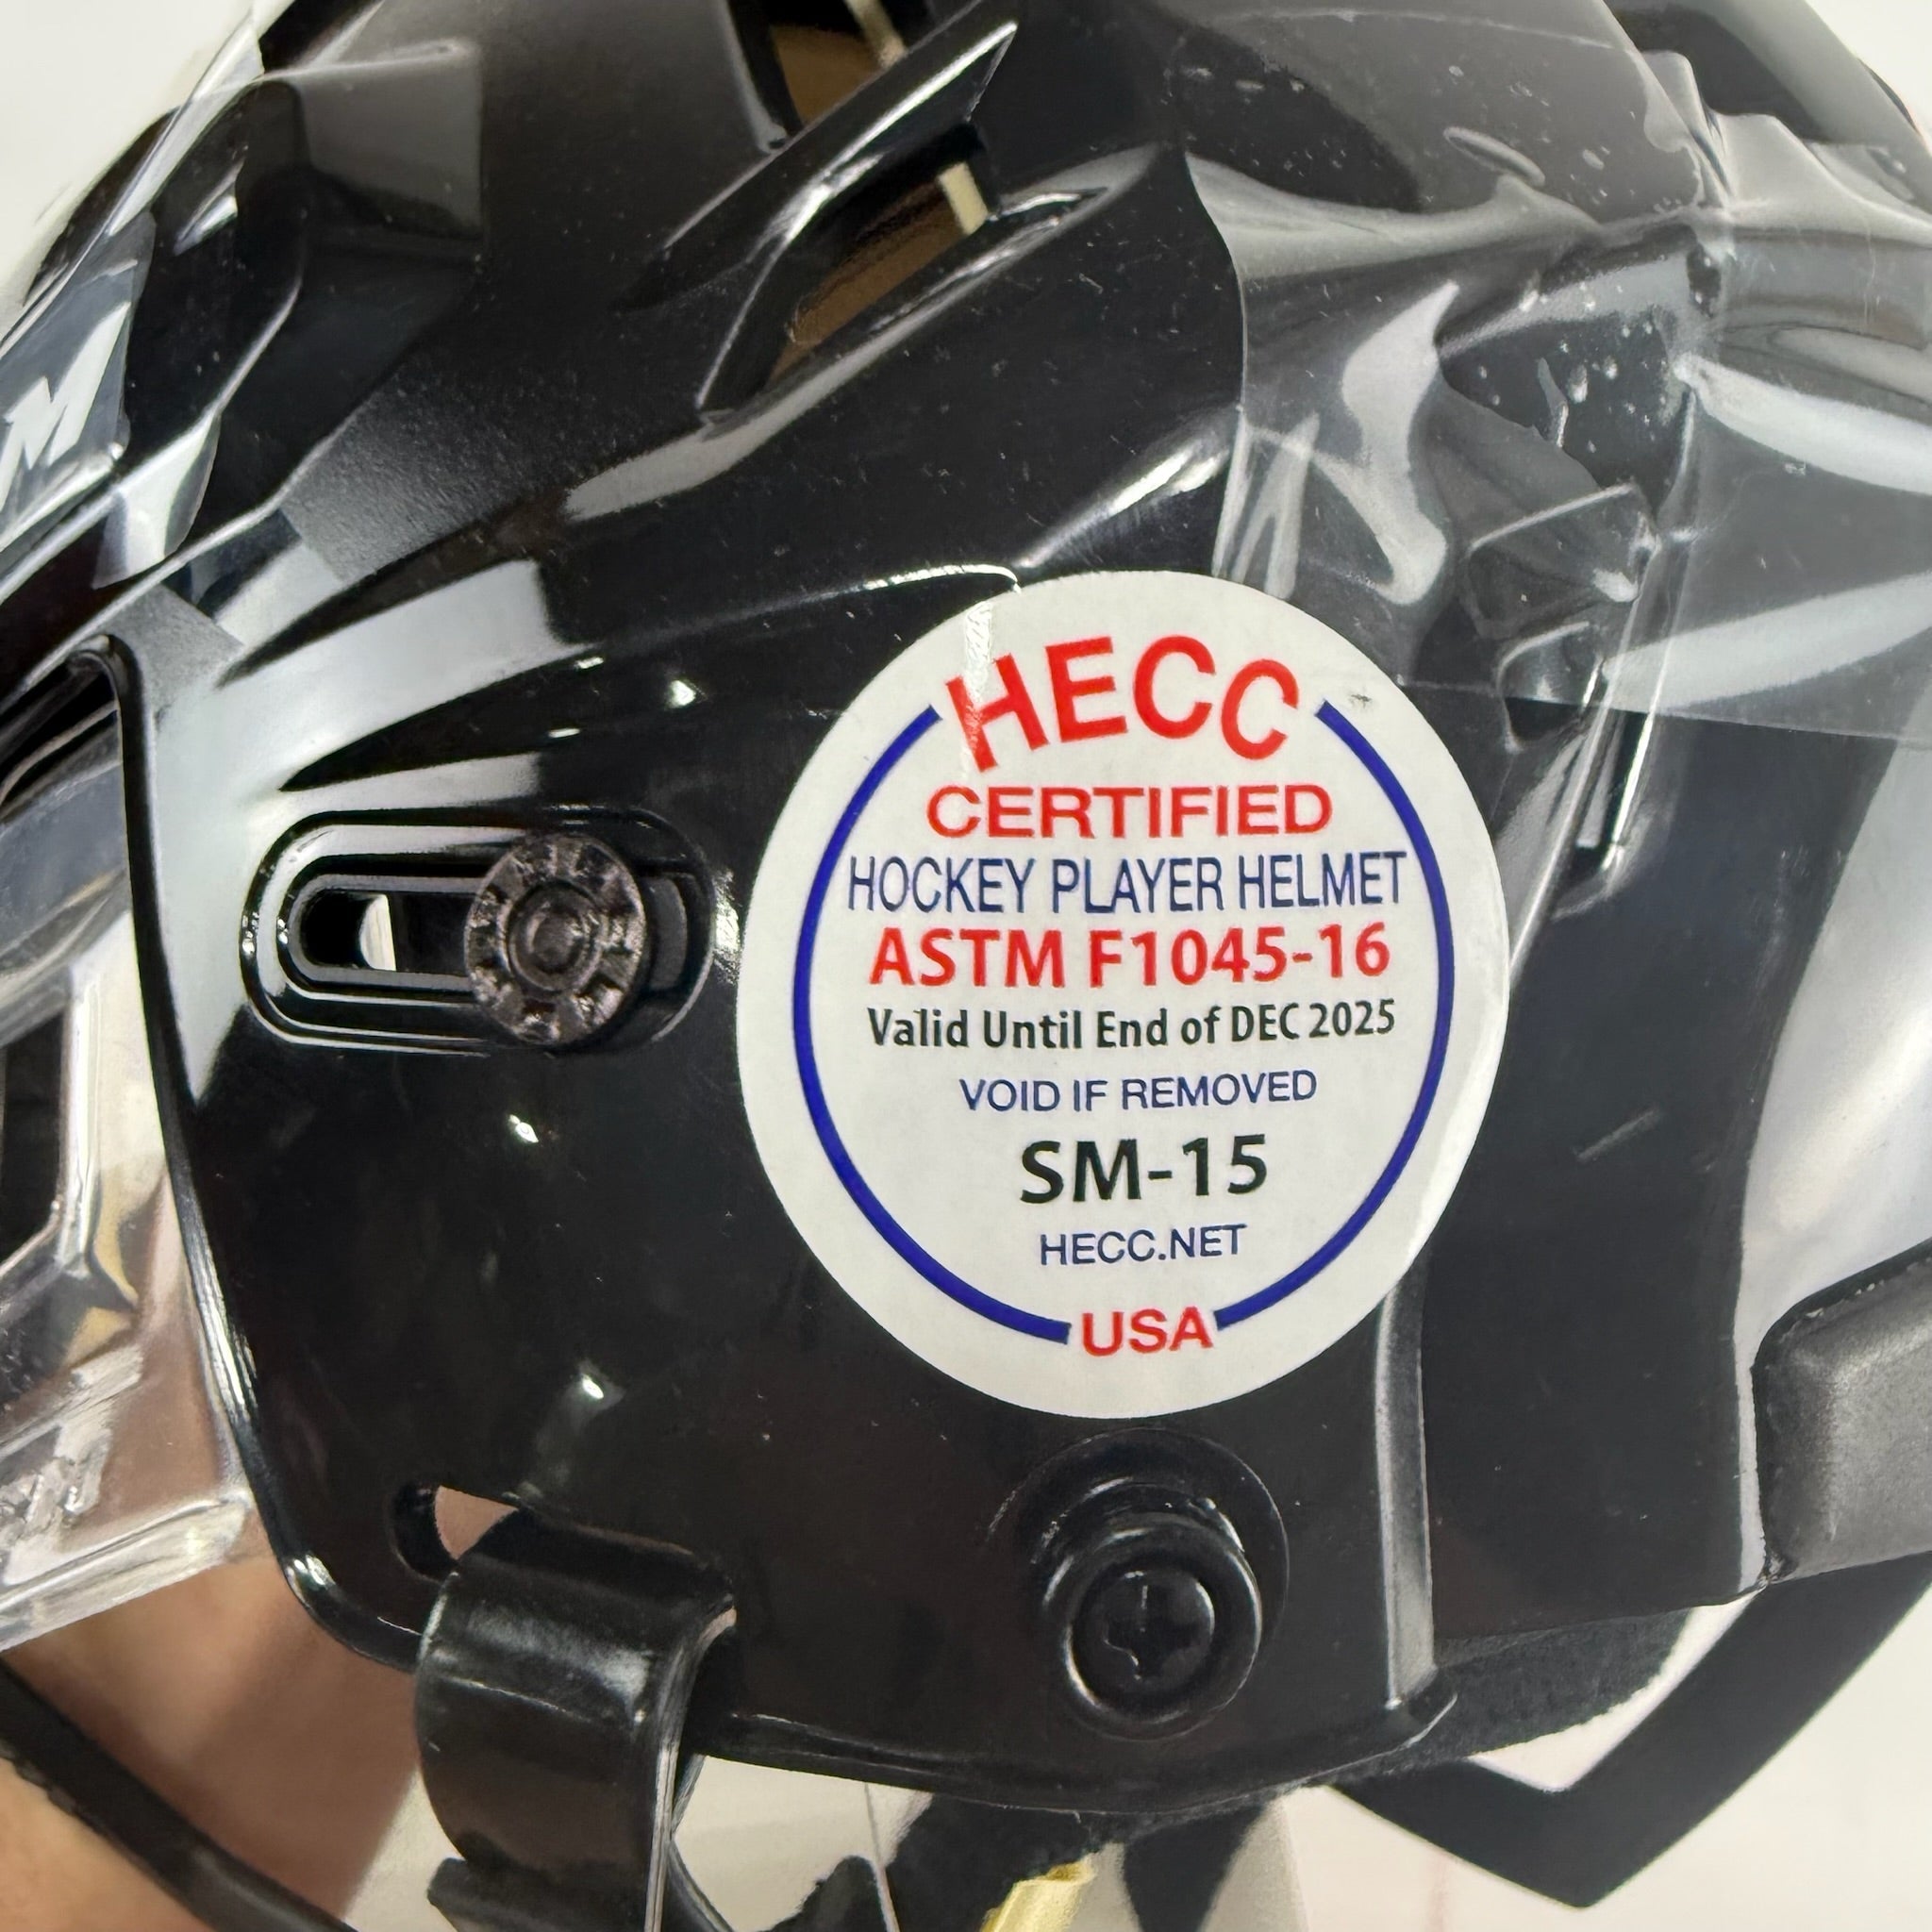 M
HECC
CERTIFIED
HOCKEY PLAYER HELMET
ASTM F1045-16
Valid Until End of DEC 2025
VOID IF REMOVED
SM-15
HECC.NET
USA